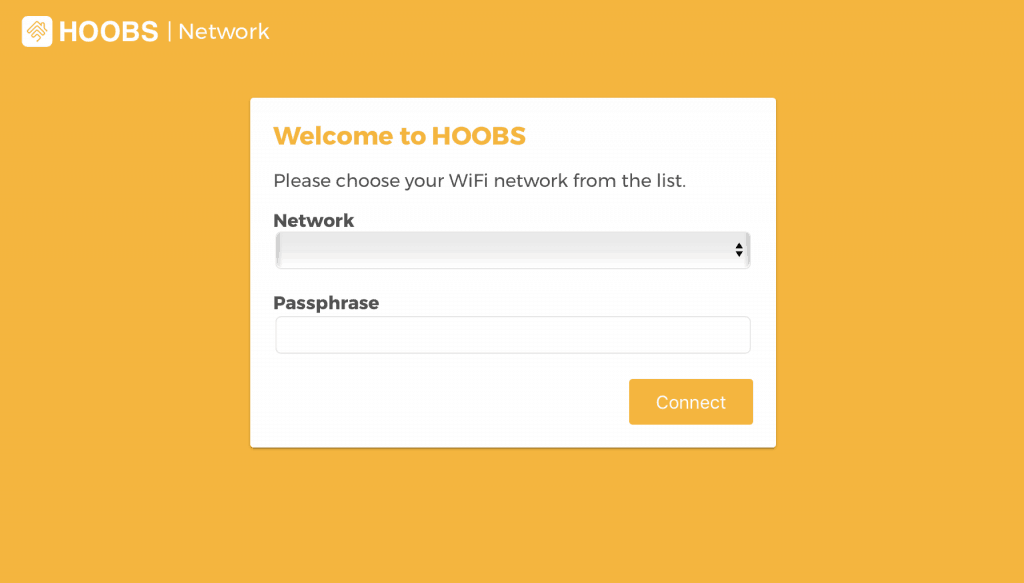 HOOBS | Network
Welcome to HOOBS
Please choose your WiFi network from the list.
Network
Passphrase
Connect